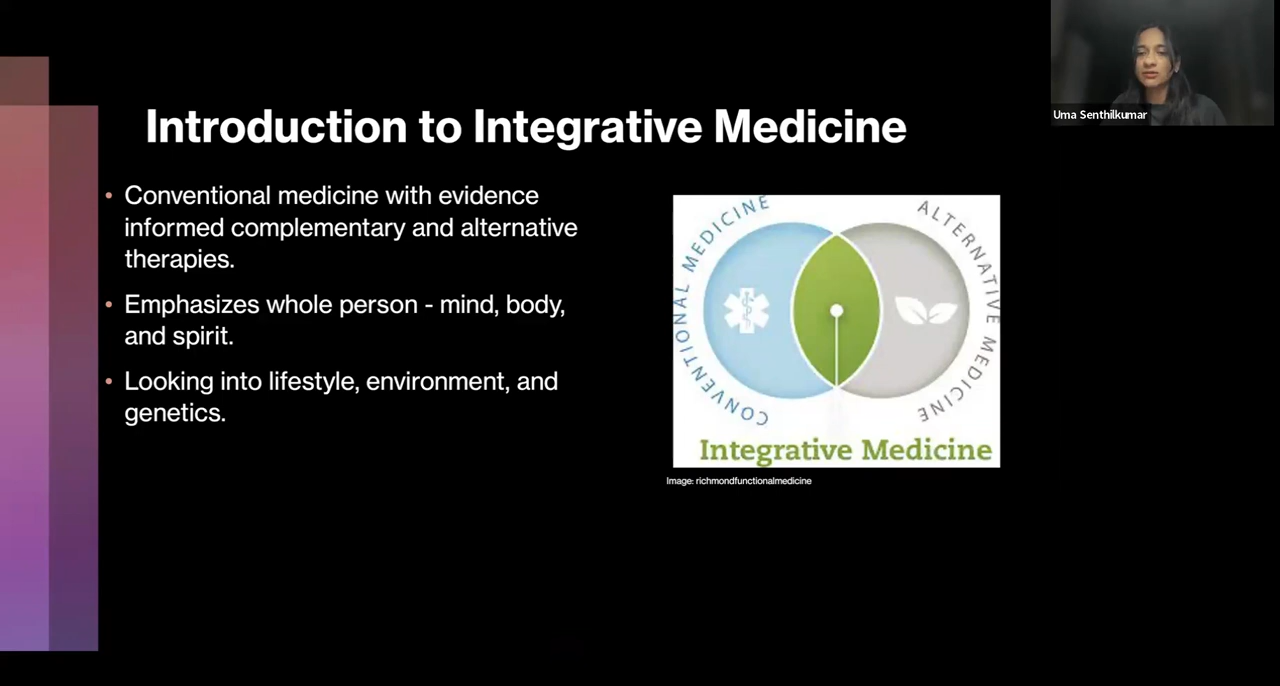 Introduction to Integrative Medicine
Uma Senthilkumar
• Conventional medicine with evidence
informed complementary and alternative
therapies.
• Emphasizes whole person - mind, body,
and spirit.
• Looking into lifestyle, environment, and
genetics.
CONVENTIONAL MEDICINE
ALTERNATIVE MEDICINE
Integrative Medicine
Image: richmondfunctionalmedicine